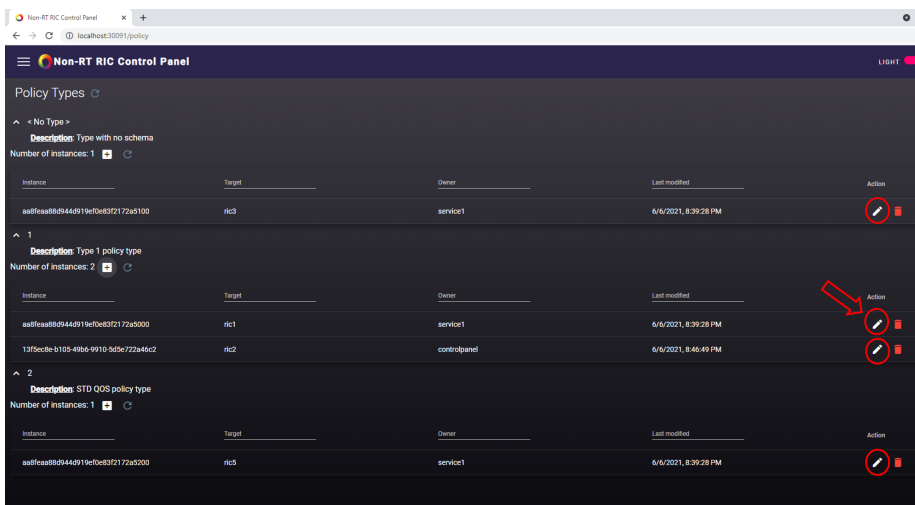 Non-RT RIC Control Panel
localhost:30091/policy
Non-RT RIC Control Panel LIGHT
Policy Types
< No Type >
Description: Type with no schema
Number of instances: 1
Instance Target Owner Last modified Action
aa8feaa88d944d919ef0e83f2172a5100 ric3 service1 6/6/2021, 8:39:28 PM
1
Description: Type 1 policy type
Number of instances: 2
Instance Target Owner Last modified Action
aa8feaa88d944d919ef0e83f2172a5000 ric1 service1 6/6/2021, 8:39:28 PM
13f5ec8e-b105-49b6-9910-5d5e722a46c2 ric2 controlpanel 6/6/2021, 8:46:49 PM
2
Description: STD QOS policy type
Number of instances: 1
Instance Target Owner Last modified Action
aa8feaa88d944d919ef0e83f2172a5200 ric5 service1 6/6/2021, 8:39:28 PM